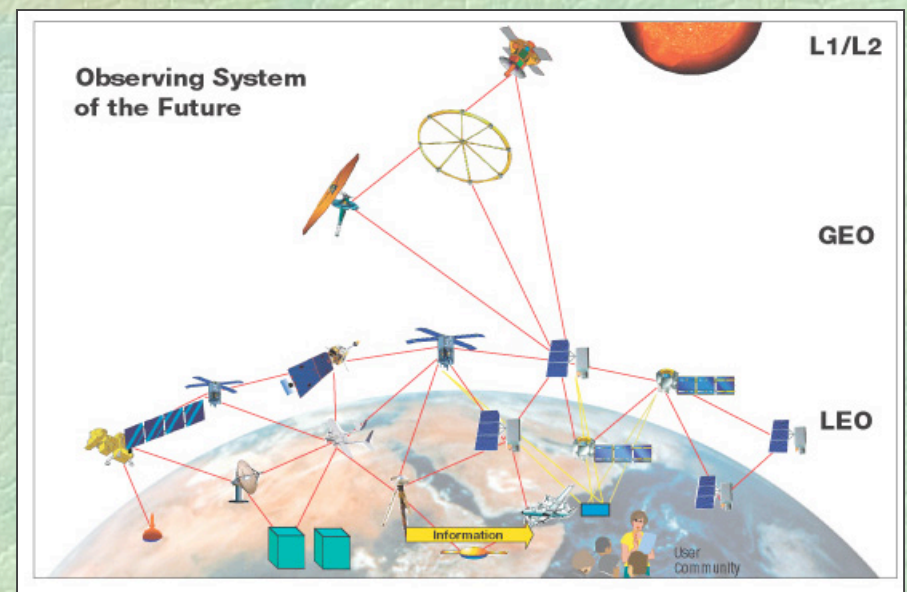 Observing System
of the Future
L1/L2
GEO
LEO
Information
User
Community